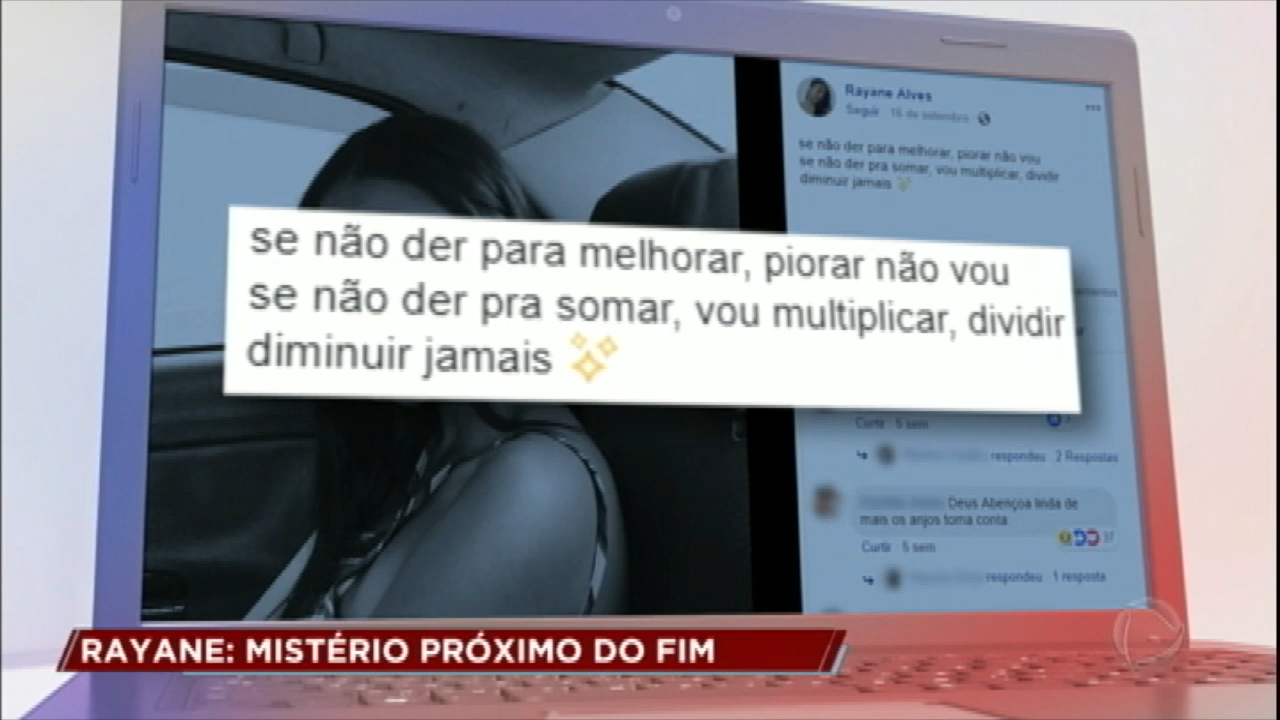 Rayane Alves
Seguir 16 de setembro
se não der para melhorar, piorar não vou
se não der pra somar, vou multiplicar, dividir
diminuir jamais
se não der para melhorar, piorar não vou
se não der pra somar, vou multiplicar, dividir
diminuir jamais
Curtir 5 sem
respondeu 2 Respostas
Deus Abençoa linda de
mais os anjos toma conta
37
Curtir 5 sem
respondeu 1 resposta
RAYANE: MISTÉRIO PRÓXIMO DO FIM